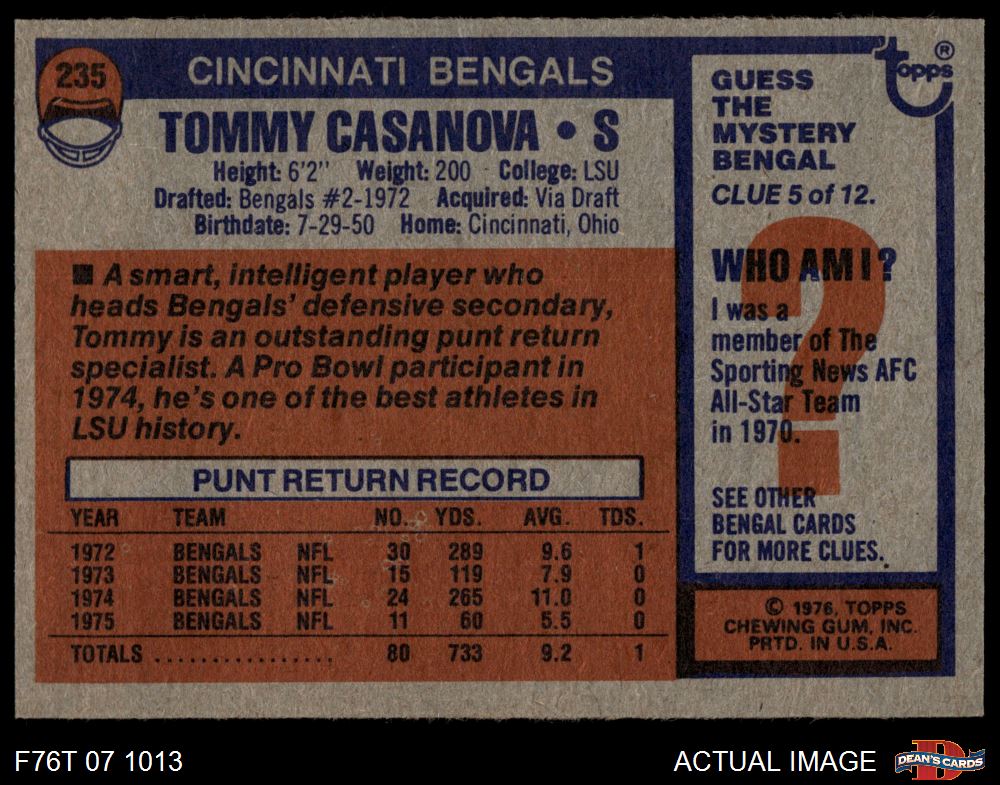 235
CINCINNATI BENGALS
TOMMY CASANOVA • S
Height: 6'2" Weight: 200 College: LSU
Drafted: Bengals #2-1972 Acquired: Via Draft
Birthdate: 7-29-50 Home: Cincinnati, Ohio
■ A smart, intelligent player who
heads Bengals' defensive secondary,
Tommy is an outstanding punt return
specialist. A Pro Bowl participant in
1974, he's one of the best athletes in
LSU history.
PUNT RETURN RECORD
YEAR TEAM NO. YDS. AVG. TDS.
1972 BENGALS NFL 30 289 9.6 1
1973 BENGALS NFL 15 119 7.9 0
1974 BENGALS NFL 24 265 11.0 0
1975 BENGALS NFL 11 60 5.5 0
TOTALS ................. 80 733 9.2 1
topps ®
GUESS
THE
MYSTERY
BENGAL
CLUE 5 of 12.
?
WHO AM I?
I was a
member of The
Sporting News AFC
All-Star Team
in 1970.
SEE OTHER
BENGAL CARDS
FOR MORE CLUES.
© 1976, TOPPS
CHEWING GUM, INC.
PRTD. IN U.S.A.
F76T 07 1013
ACTUAL IMAGE
D
DEAN'S CARDS